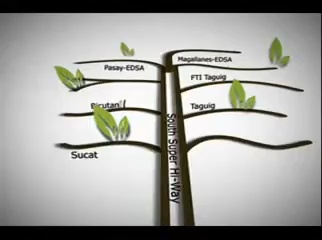 Pasay-EDSA
Magallanes-EDSA
FTI Taguig
Bicutan
Taguig
South Super Hi-Way
Sucat